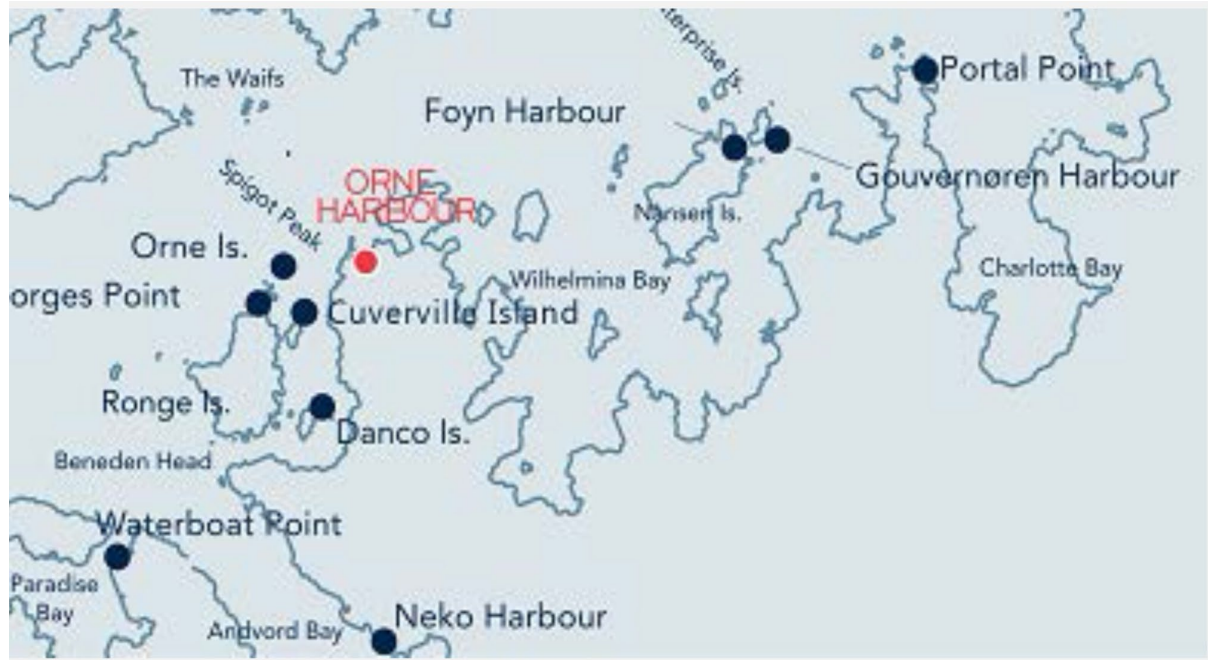 terprise Is.
Portal Point
The Waifs
Foyn Harbour
Gouvernøren Harbour
Spigot Peak
ORNE
HARBOUR
Nansen Is.
Orne Is.
Wilhelmina Bay
Charlotte Bay
orges Point
Cuverville Island
Ronge Is.
Danco Is.
Beneden Head
Waterboat Point
Paradise
Bay
Andvord Bay
Neko Harbour